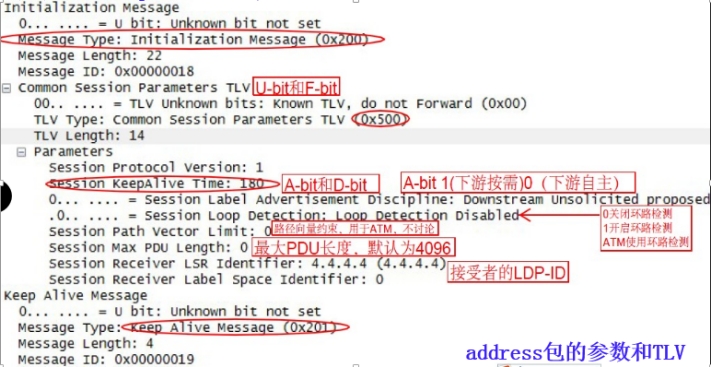 Initialization Message
0... .... = U bit: Unknown bit not set
Message Type: Initialization Message (0x200)
Message Length: 22
Message ID: 0x00000018
Common Session Parameters TLV U-bit和F-bit
00.. .... = TLV Unknown bits: Known TLV, do not Forward (0x00)
TLV Type: Common Session Parameters TLV (0x500)
TLV Length: 14
Parameters
Session Protocol Version: 1
Session KeepAlive Time: 180 A-bit和D-bit A-bit 1(下游按需)0（下游自主）
0... .... = Session Label Advertisement Discipline: Downstream Unsolicited proposed
.0.. .... = Session Loop Detection: Loop Detection Disabled
0关闭环路检测
1开启环路检测
ATM使用环路检测
Session Path Vector Limit: 0 路径向量约束，用于ATM，不讨论
Session Max PDU Length: 0 最大PDU长度，默认为4096
Session Receiver LSR Identifier: 4.4.4.4 (4.4.4.4)
Session Receiver Label Space Identifier: 0 接受者的LDP-ID
Keep Alive Message
0... .... = U bit: Unknown bit not set
Message Type: Keep Alive Message (0x201)
Message Length: 4
Message ID: 0x00000019
address包的参数和TLV